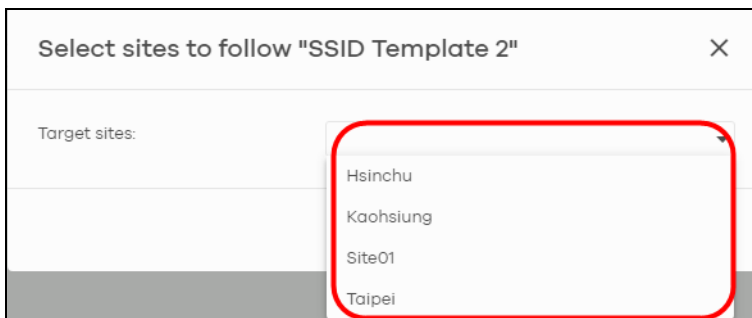 Select sites to follow "SSID Template 2"
Target sites:
Hsinchu
Kaohsiung
Site01
Taipei